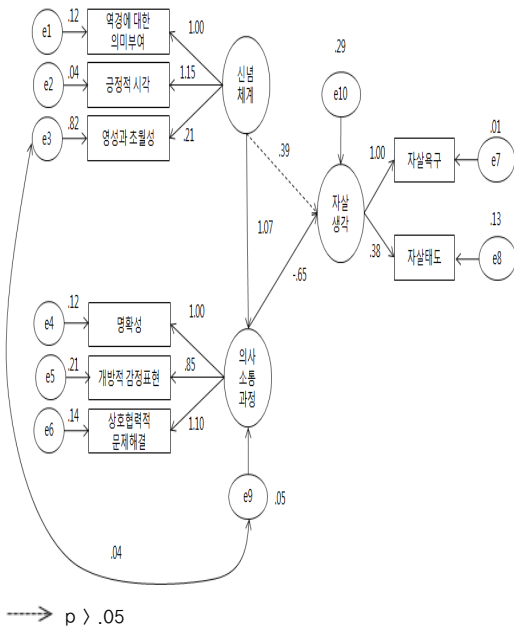 .12
e1
역경에 대한
의미부여
1.00
.04
e2
긍정적 시각
1.15
.82
e3
영성과 초월성
.21
신념
체계
.29
e10
.39
1.07
자살
생각
1.00
자살욕구
.01
e7
.38
자살태도
.13
e8
-.65
.12
e4
명확성
1.00
.21
e5
개방적 감정표현
.85
.14
e6
상호협력적
문제해결
1.10
의사
소통
과정
e9
.05
.04
p > .05